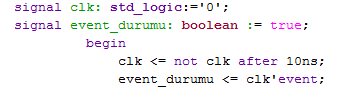 signal clk: std_logic:='0';
signal event_durumu: boolean := true;
begin
clk <= not clk after 10ns;
event_durumu <= clk'event;